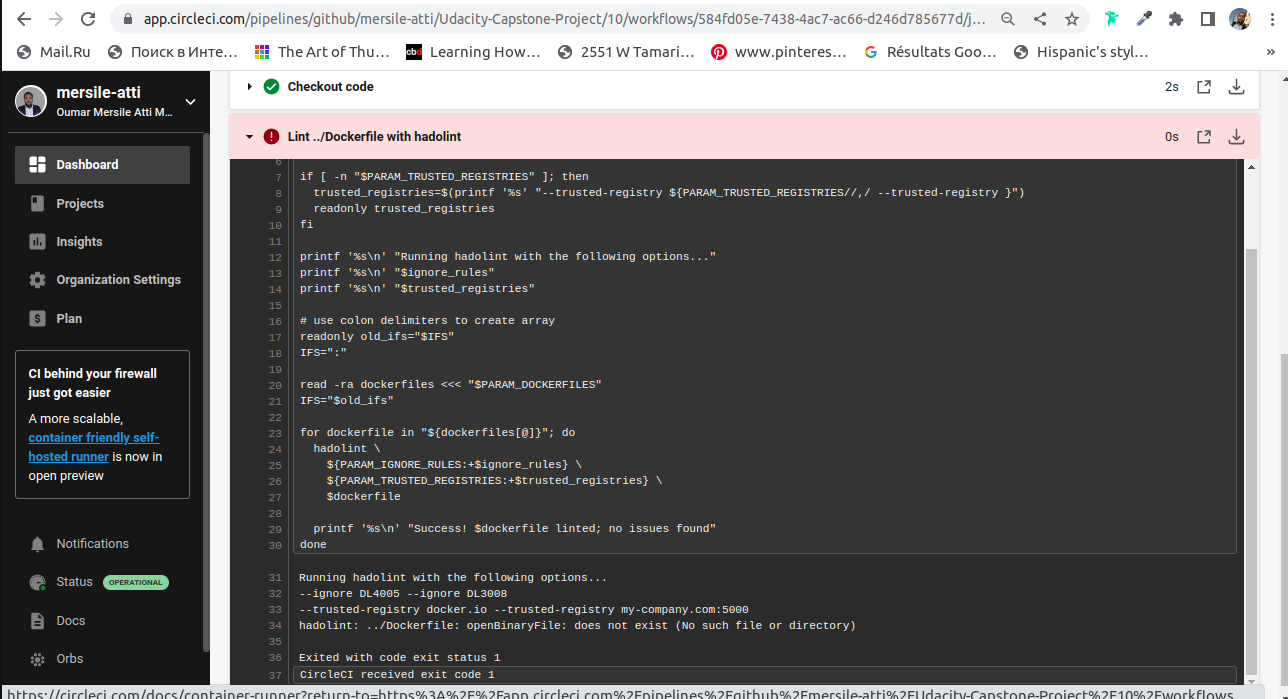 app.circleci.com/pipelines/github/mersile-atti/Udacity-Capstone-Project/10/workflows/584fd05e-7438-4ac7-ac66-d246d785677d/j...
Mail.Ru
Поиск в Инте...
The Art of Thu...
cbd
Learning How...
2551 W Tamari...
www.pinteres...
Résultats Goo...
Hispanic's styl...
»
mersile-atti
Oumar Mersile Atti M...
Dashboard
Projects
Insights
Organization Settings
Plan
CI behind your firewall
just got easier
A more scalable,
container friendly self-
hosted runner is now in
open preview
Notifications
Status OPERATIONAL
Docs
Orbs
Checkout code 2s
Lint ../Dockerfile with hadolint 0s
6
7 if [ -n "$PARAM_TRUSTED_REGISTRIES" ]; then
8 trusted_registries=$(printf '%s' "--trusted-registry ${PARAM_TRUSTED_REGISTRIES//,/ --trusted-registry }")
9 readonly trusted_registries
10 fi
11
12 printf '%s\n' "Running hadolint with the following options..."
13 printf '%s\n' "$ignore_rules"
14 printf '%s\n' "$trusted_registries"
15
16 # use colon delimiters to create array
17 readonly old_ifs="$IFS"
18 IFS=":"
19
20 read -ra dockerfiles <<< "$PARAM_DOCKERFILES"
21 IFS="$old_ifs"
22
23 for dockerfile in "${dockerfiles[@]}"; do
24 hadolint \
25 ${PARAM_IGNORE_RULES:+$ignore_rules} \
26 ${PARAM_TRUSTED_REGISTRIES:+$trusted_registries} \
27 $dockerfile
28
29 printf '%s\n' "Success! $dockerfile linted; no issues found"
30 done
31 Running hadolint with the following options...
32 --ignore DL4005 --ignore DL3008
33 --trusted-registry docker.io --trusted-registry my-company.com:5000
34 hadolint: ../Dockerfile: openBinaryFile: does not exist (No such file or directory)
35
36 Exited with code exit status 1
37 CircleCI received exit code 1
https://circleci.com/docs/container-runner?return-to=https%3A%2F%2Fapp.circleci.com%2Fpipelines%2Fgithub%2Fmersile-atti%2FUdacity-Capstone-Project%2F10%2Fworkflows...